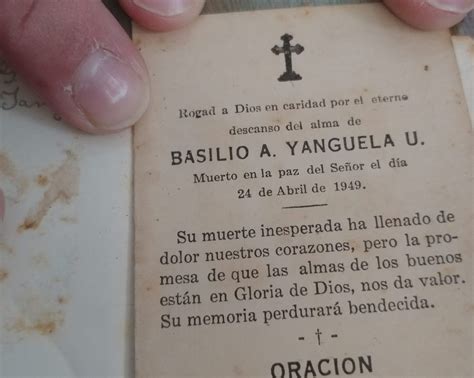 Rogad a Dios en caridad por el eterno
descanso del alma de
BASILIO A. YANGUELA U.
Muerto en la paz del Señor el día
24 de Abril de 1949.
Su muerte inesperada ha llenado de
dolor nuestros corazones, pero la pro-
mesa de que las almas de los buenos
están en Gloria de Dios, nos da valor.
Su memoria perdurará bendecida.
ORACION